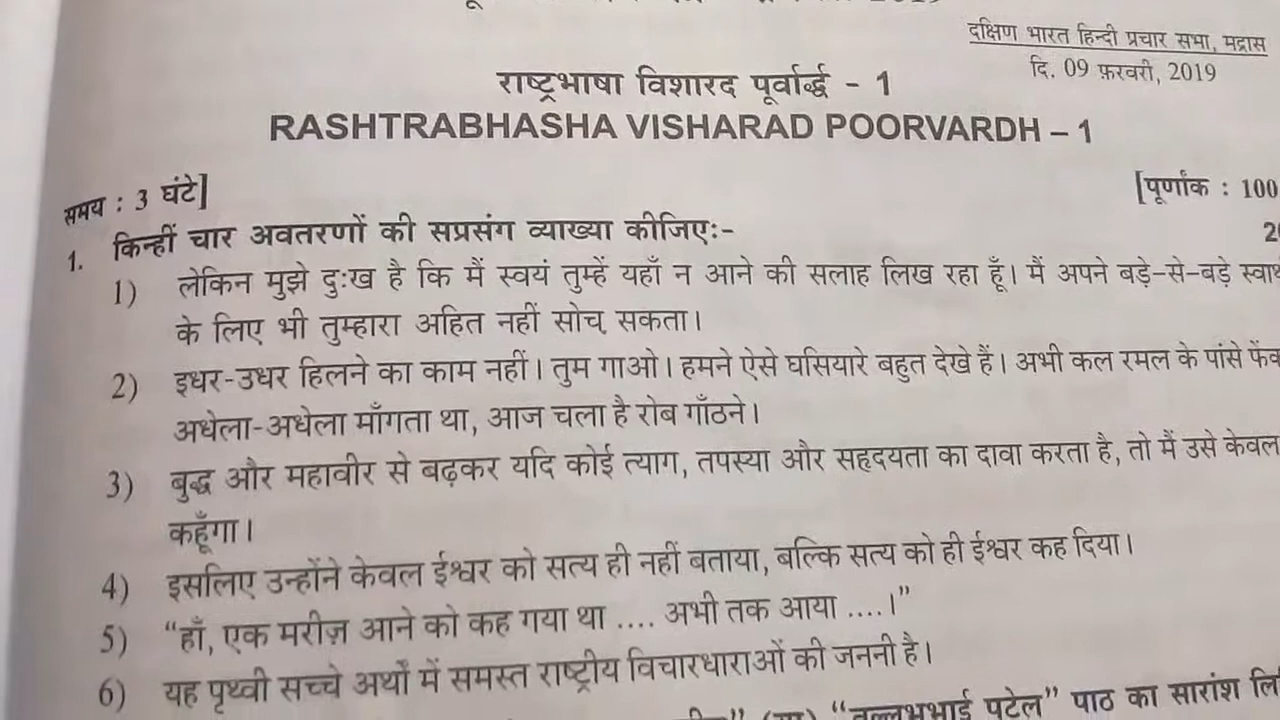 2019
दक्षिण भारत हिन्दी प्रचार सभा, मद्रास
दि. 09 फ़रवरी, 2019
राष्ट्रभाषा विशारद पूर्वार्द्ध - 1
RASHTRABHASHA VISHARAD POORVARDH – 1
समय : 3 घंटे]
[पूर्णांक : 100
1. किन्हीं चार अवतरणों की सप्रसंग व्याख्या कीजिएः-
1) लेकिन मुझे दुःख है कि मैं स्वयं तुम्हें यहाँ न आने की सलाह लिख रहा हूँ। मैं अपने बड़े-से-बड़े
के लिए भी तुम्हारा अहित नहीं सोच सकता।
2) इधर-उधर हिलने का काम नहीं। तुम गाओ। हमने ऐसे घसियारे बहुत देखे हैं। अभी कल रमल के पांसे
अधेला-अधेला माँगता था, आज चला है रोब गाँठने।
3) बुद्ध और महावीर से बढ़कर यदि कोई त्याग, तपस्या और सहृदयता का दावा करता है, तो मैं उसे केवल
कहूँगा।
4) इसलिए उन्होंने केवल ईश्वर को सत्य ही नहीं बताया, बल्कि सत्य को ही ईश्वर कह दिया।
5) “हाँ, एक मरीज़ आने को कह गया था .... अभी तक आया ....।”
6) यह पृथ्वी सच्चे अर्थों में समस्त राष्ट्रीय विचारधाराओं की जननी है।
“वल्लभभाई पटेल” पाठ का सारांश